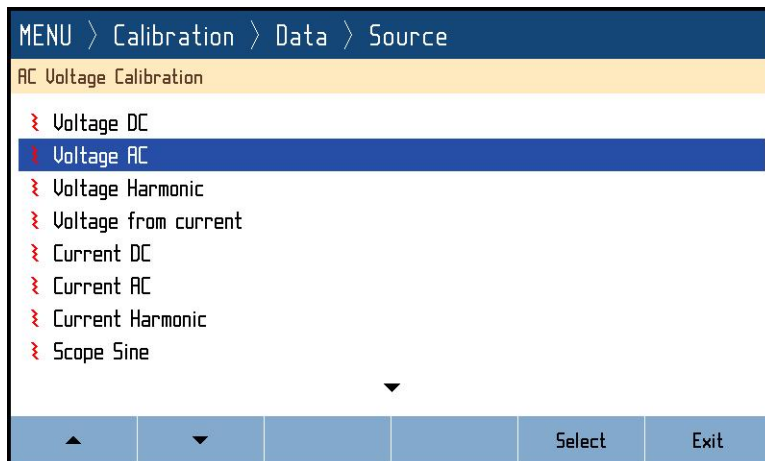 MENU > Calibration > Data > Source
AC Voltage Calibration
Voltage DC
Voltage AC
Voltage Harmonic
Voltage from current
Current DC
Current AC
Current Harmonic
Scope Sine
Select Exit